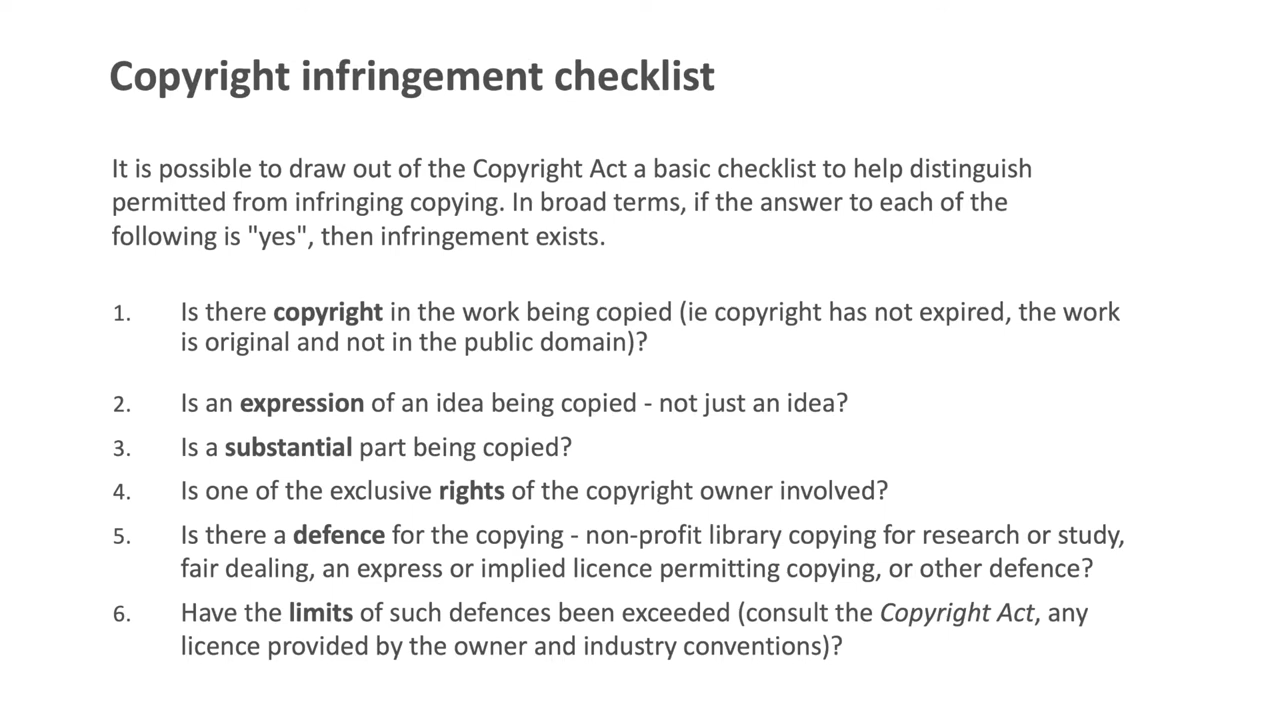 Copyright infringement checklist
It is possible to draw out of the Copyright Act a basic checklist to help distinguish
permitted from infringing copying. In broad terms, if the answer to each of the
following is "yes", then infringement exists.
1. Is there copyright in the work being copied (ie copyright has not expired, the work
is original and not in the public domain)?
2. Is an expression of an idea being copied - not just an idea?
3. Is a substantial part being copied?
4. Is one of the exclusive rights of the copyright owner involved?
5. Is there a defence for the copying - non-profit library copying for research or study,
fair dealing, an express or implied licence permitting copying, or other defence?
6. Have the limits of such defences been exceeded (consult the Copyright Act, any
licence provided by the owner and industry conventions)?